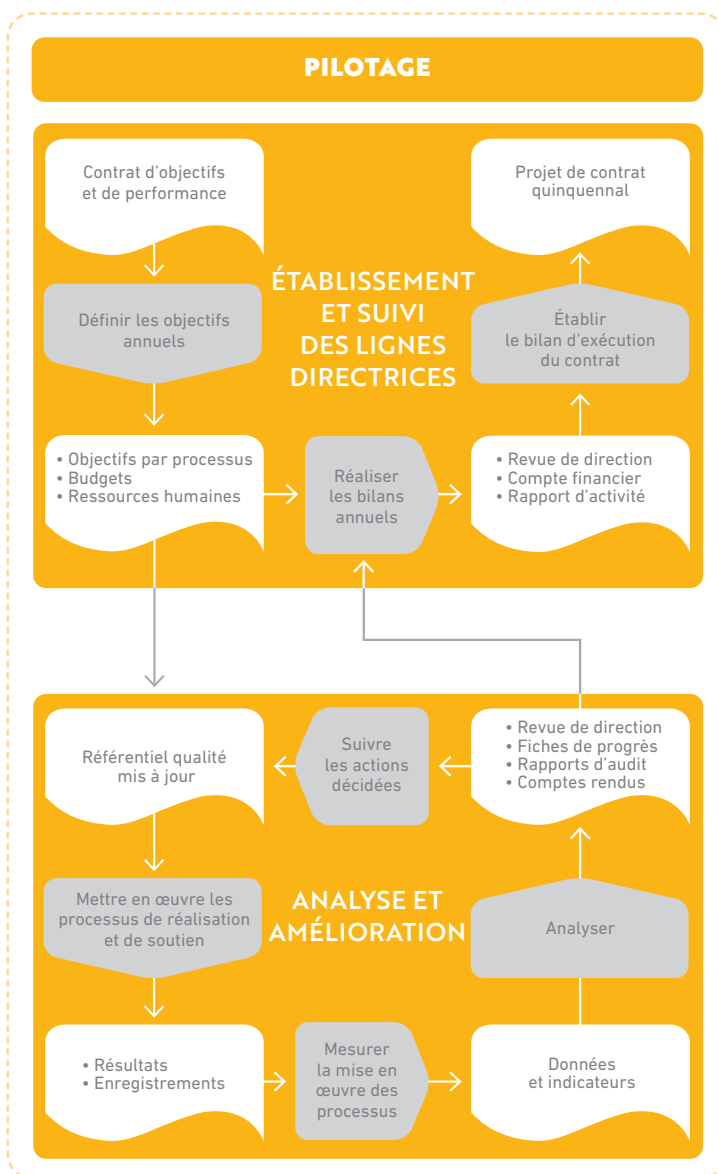 PILOTAGE
Contrat d'objectifs
et de performance
Projet de contrat
quinquennal
ÉTABLISSEMENT
ET SUIVI
DES LIGNES
DIRECTRICES
Définir les objectifs
annuels
Établir
le bilan d'exécution
du contrat
• Objectifs par processus
• Budgets
• Ressources humaines
Réaliser
les bilans
annuels
• Revue de direction
• Compte financier
• Rapport d'activité
Référentiel qualité
mis à jour
Suivre
les actions
décidées
• Revue de direction
• Fiches de progrès
• Rapports d'audit
• Comptes rendus
Mettre en œuvre les
processus de réalisation
et de soutien
ANALYSE ET
AMÉLIORATION
Analyser
• Résultats
• Enregistrements
Mesurer
la mise en
œuvre des
processus
Données
et indicateurs